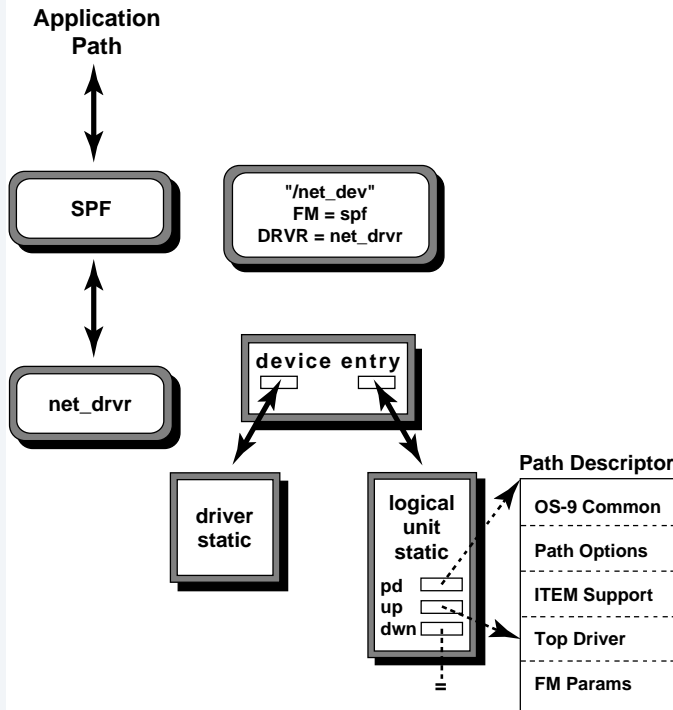 Application
Path
SPF
"/net_dev"
FM = spf
DRVR = net_drvr
device entry
net_drvr
driver
static
logical
unit
static
pd
up
dwn
Path Descriptor
OS-9 Common
Path Options
ITEM Support
Top Driver
FM Params